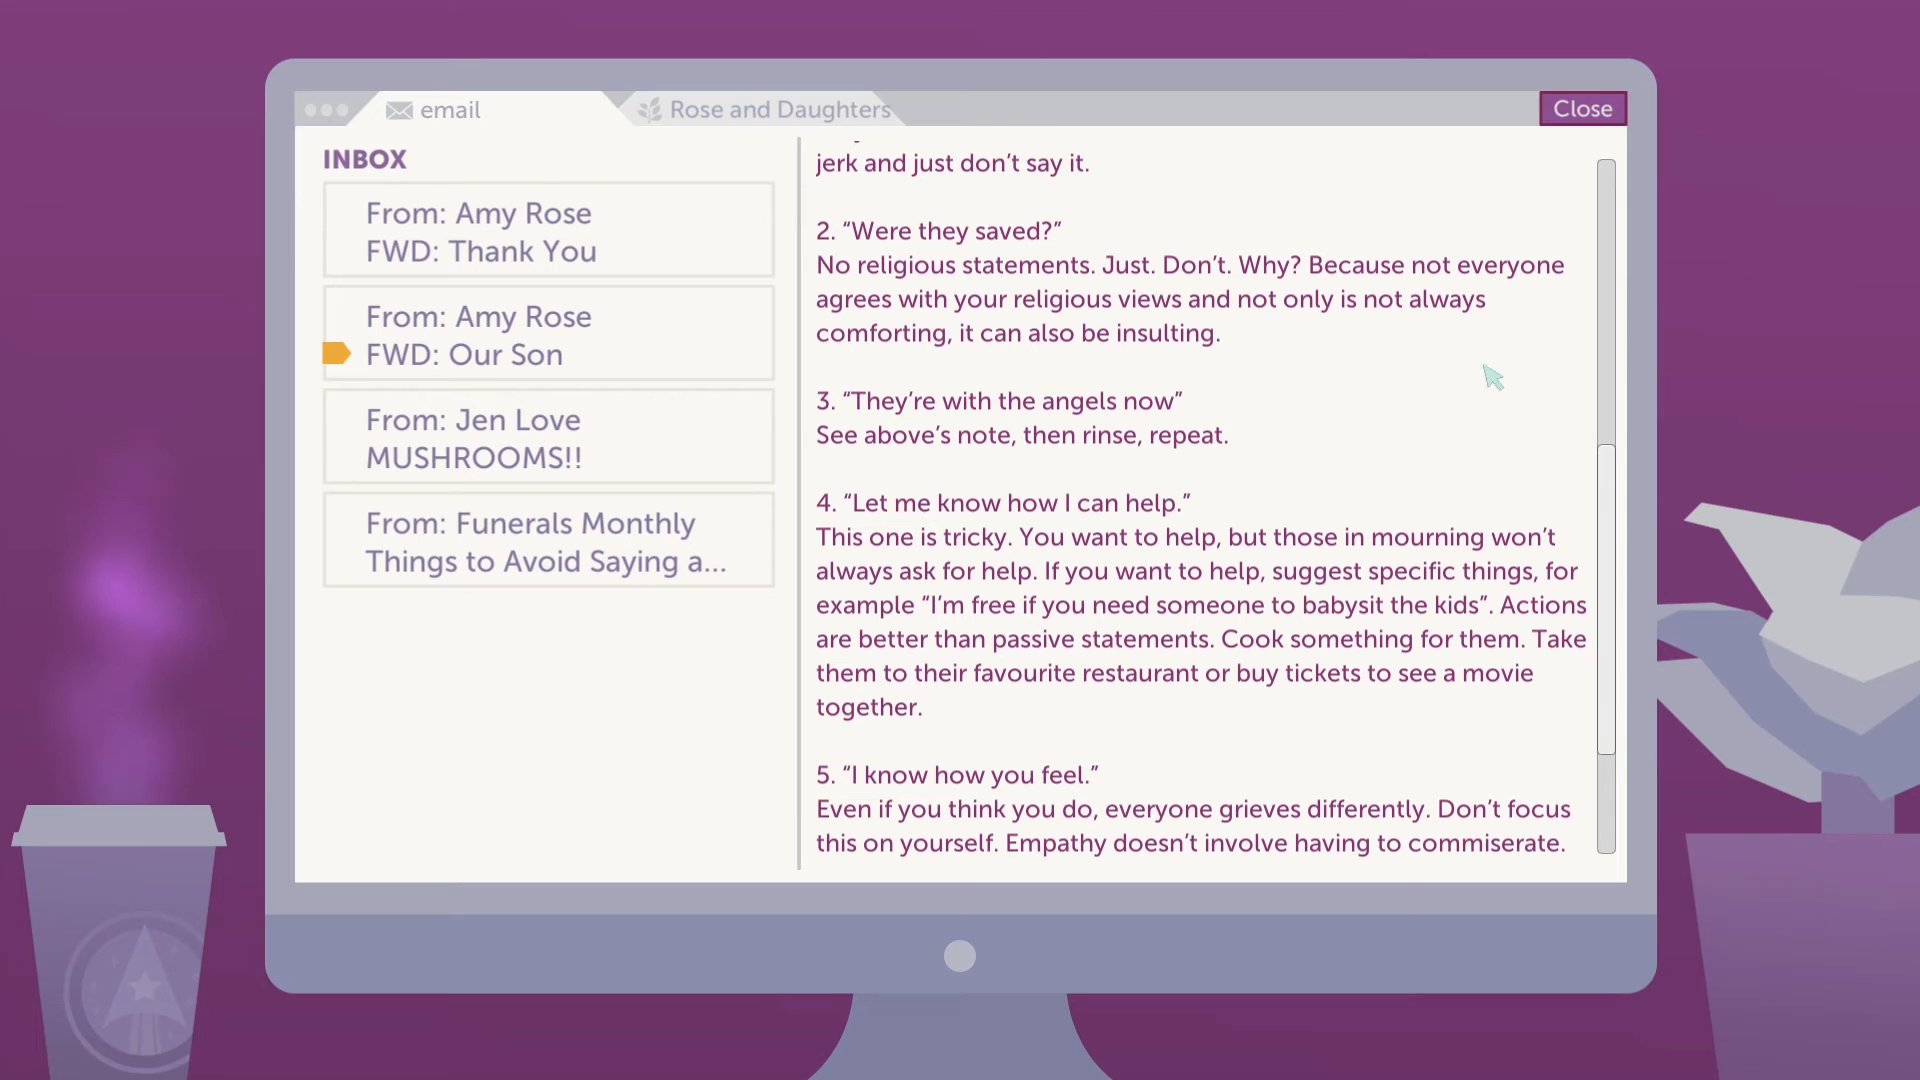 email
Rose and Daughters
Close
INBOX
From: Amy Rose
FWD: Thank You
From: Amy Rose
FWD: Our Son
From: Jen Love
MUSHROOMS!!
From: Funerals Monthly
Things to Avoid Saying a...
jerk and just don’t say it.
2. “Were they saved?”
No religious statements. Just. Don’t. Why? Because not everyone
agrees with your religious views and not only is not always
comforting, it can also be insulting.
3. “They’re with the angels now”
See above’s note, then rinse, repeat.
4. “Let me know how I can help.”
This one is tricky. You want to help, but those in mourning won’t
always ask for help. If you want to help, suggest specific things, for
example “I’m free if you need someone to babysit the kids”. Actions
are better than passive statements. Cook something for them. Take
them to their favourite restaurant or buy tickets to see a movie
together.
5. “I know how you feel.”
Even if you think you do, everyone grieves differently. Don’t focus
this on yourself. Empathy doesn’t involve having to commiserate.